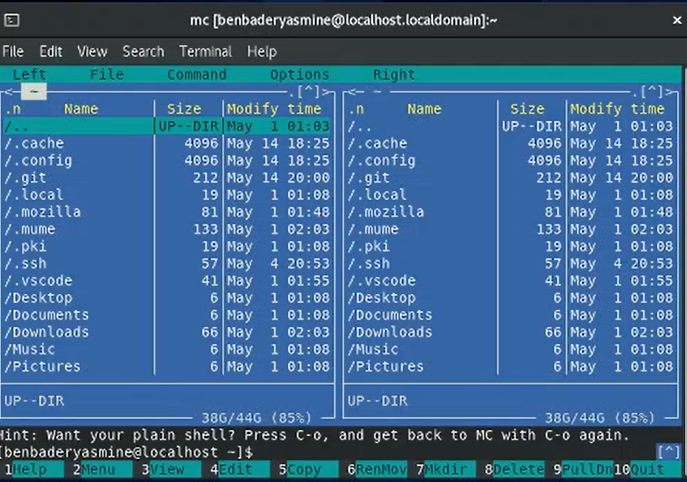 mc [benbaderyasmine@localhost.localdomain]:~
File Edit View Search Terminal Help
Left File Command Options Right
<─ ~ ─.[^]>  <─ ~ ─.[^]>
.n Name │ Size │Modify time  .n Name │ Size │Modify time
/.. │UP--DIR│May 1 01:03  /.. │UP--DIR│May 1 01:03
/.cache │ 4096│May 14 18:25  /.cache │ 4096│May 14 18:25
/.config │ 4096│May 14 18:25  /.config │ 4096│May 14 18:25
/.git │ 212│May 14 20:00  /.git │ 212│May 14 20:00
/.local │ 19│May 1 01:08  /.local │ 19│May 1 01:08
/.mozilla │ 81│May 1 01:48  /.mozilla │ 81│May 1 01:48
/.mume │ 133│May 1 02:03  /.mume │ 133│May 1 02:03
/.pki │ 19│May 1 01:08  /.pki │ 19│May 1 01:08
/.ssh │ 57│May 4 20:53  /.ssh │ 57│May 4 20:53
/.vscode │ 41│May 1 01:55  /.vscode │ 41│May 1 01:55
/Desktop │ 6│May 1 01:08  /Desktop │ 6│May 1 01:08
/Documents │ 6│May 1 01:08  /Documents │ 6│May 1 01:08
/Downloads │ 66│May 1 02:03  /Downloads │ 66│May 1 02:03
/Music │ 6│May 1 01:08  /Music │ 6│May 1 01:08
/Pictures │ 6│May 1 01:08  /Pictures │ 6│May 1 01:08
UP--DIR  UP--DIR
38G/44G (85%)  38G/44G (85%)
Hint: Want your plain shell? Press C-o, and get back to MC with C-o again.
[benbaderyasmine@localhost ~]$ [^]
1Help 2Menu 3View 4Edit 5Copy 6RenMov 7Mkdir 8Delete 9PullDn 10Quit